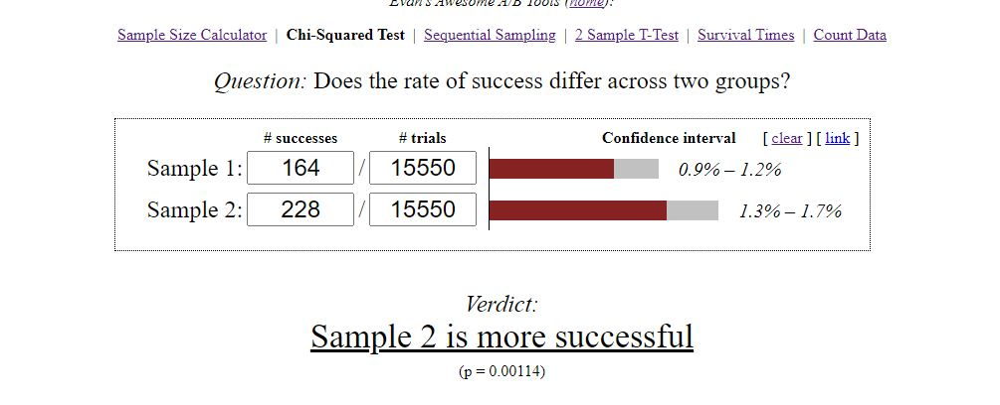 Evan's Awesome A/B Tools (home):
Sample Size Calculator | Chi-Squared Test | Sequential Sampling | 2 Sample T-Test | Survival Times | Count Data
Question: Does the rate of success differ across two groups?
# successes # trials Confidence interval [ clear ] [ link ]
Sample 1: 164 / 15550 0.9% – 1.2%
Sample 2: 228 / 15550 1.3% – 1.7%
Verdict:
Sample 2 is more successful
(p = 0.00114)